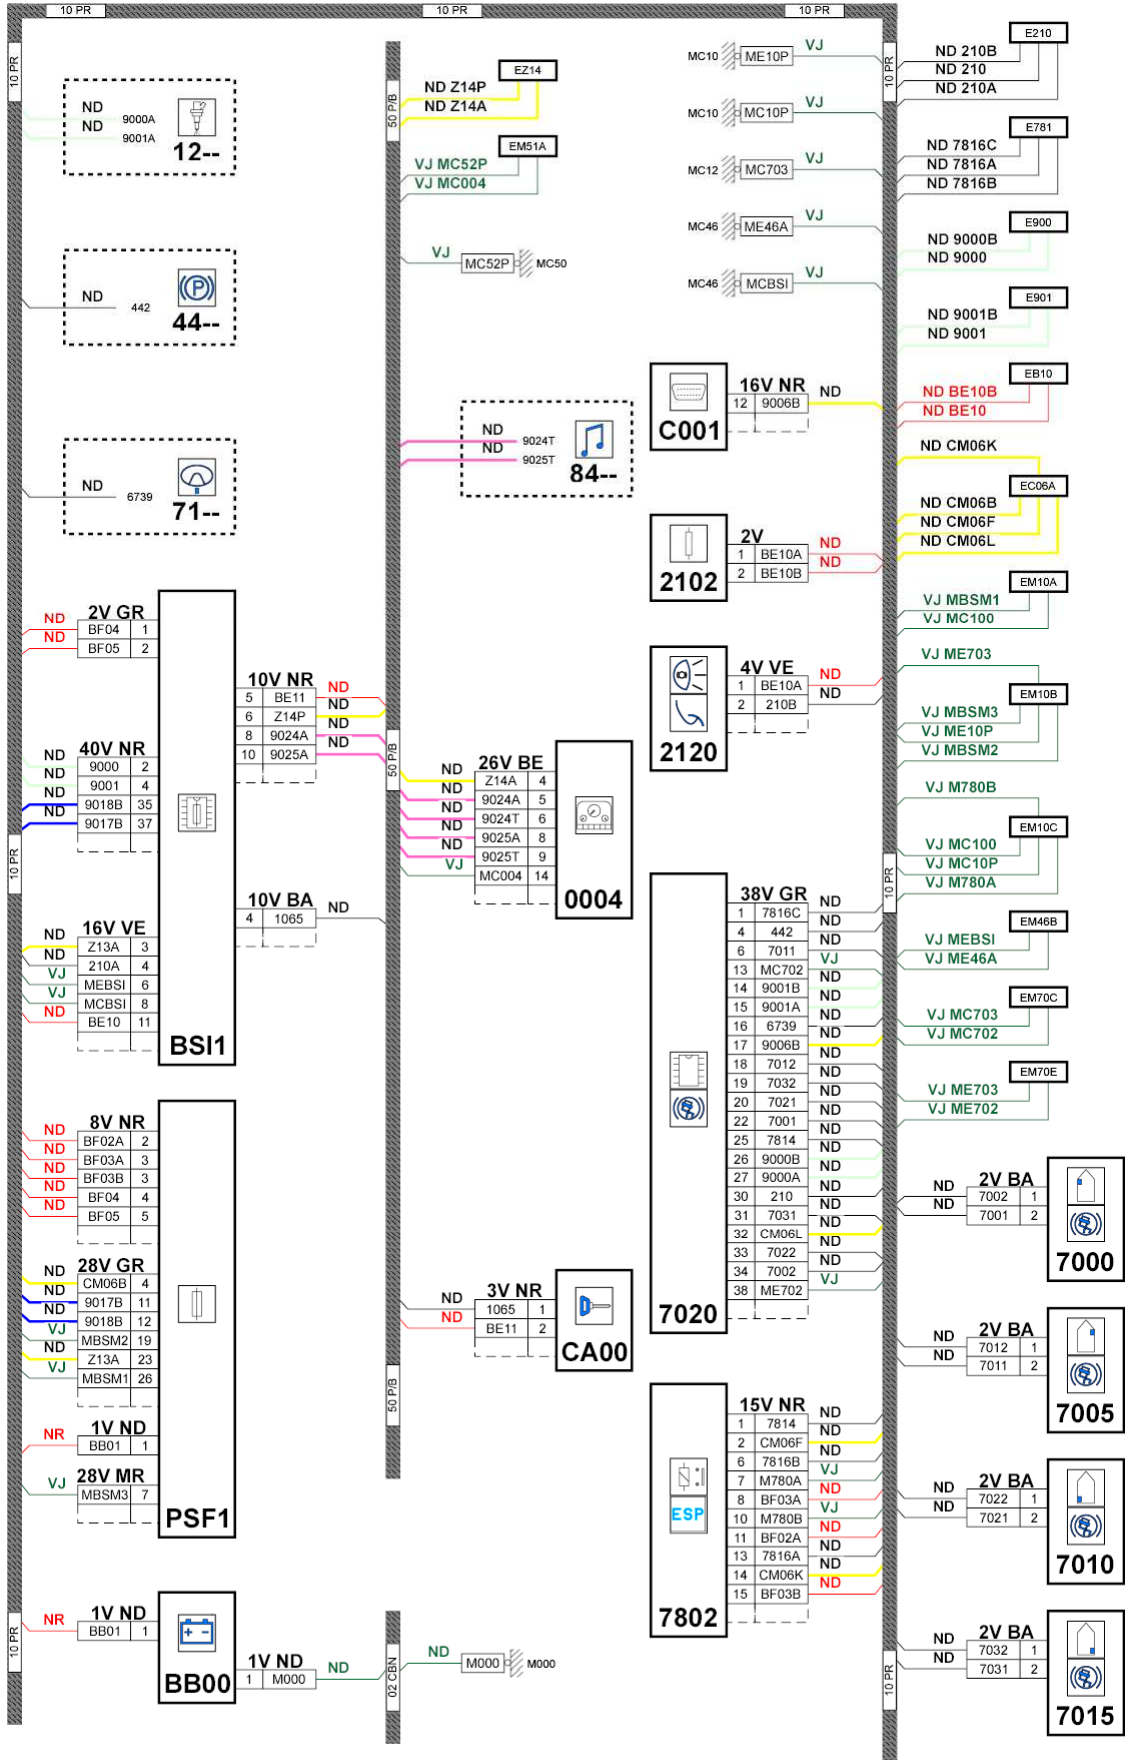 10 PR
10 PR
10 PR
10 PR
ND
9000A
ND
9001A
12--
ND
442
44--
ND
6739
71--
2V GR
ND BF04 1
ND BF05 2
40V NR
ND 9000 2
ND 9001 4
ND 9018B 35
ND 9017B 37
10 PR
16V VE
ND Z13A 3
ND 210A 4
VJ MEBSI 6
VJ MCBSI 8
ND BE10 11
10V NR
5 BE11 ND
6 Z14P ND
8 9024A ND
10 9025A ND
10V BA
4 1065 ND
BSI1
8V NR
ND BF02A 2
ND BF03A 3
ND BF03B 3
ND BF04 4
ND BF05 5
28V GR
ND CM06B 4
ND 9017B 11
ND 9018B 12
VJ MBSM2 19
ND Z13A 23
VJ MBSM1 26
1V ND
NR BB01 1
28V MR
VJ MBSM3 7
PSF1
10 PR
1V ND
NR BB01 1
BB00
1V ND
1 M000 ND
50 P/B
EZ14
ND Z14P
ND Z14A
EM51A
VJ MC52P
VJ MC004
VJ
MC52P MC50
ND
9024T
ND
9025T
84--
50 P/B
26V BE
ND Z14A 4
ND 9024A 5
ND 9024T 6
ND 9025A 8
ND 9025T 9
VJ MC004 14
0004
3V NR
ND 1065 1
ND BE11 2
CA00
50 P/B
02 CBN
ND
M000 M000
MC10 ME10P VJ
MC10 MC10P VJ
MC12 MC703 VJ
MC46 ME46A VJ
MC46 MCBSI VJ
16V NR
12 9006B ND
C001
2V
1 BE10A ND
2 BE10B ND
2102
4V VE
1 BE10A ND
2 210B ND
2120
38V GR
1 7816C ND
4 442 ND
6 7011 ND
13 MC702 VJ
14 9001B ND
15 9001A ND
16 6739 ND
17 9006B ND
18 7012 ND
19 7032 ND
20 7021 ND
22 7001 ND
25 7814 ND
26 9000B ND
27 9000A ND
30 210 ND
31 7031 ND
32 CM06L ND
33 7022 ND
34 7002 ND
38 ME702 VJ
7020
15V NR
1 7814 ND
2 CM06F ND
6 7816B ND
7 M780A VJ
8 BF03A ND
10 M780B VJ
11 BF02A ND
13 7816A ND
14 CM06K ND
15 BF03B ND
ESP
7802
10 PR
10 PR
10 PR
E210
ND 210B
ND 210
ND 210A
E781
ND 7816C
ND 7816A
ND 7816B
E900
ND 9000B
ND 9000
E901
ND 9001B
ND 9001
EB10
ND BE10B
ND BE10
ND CM06K
EC06A
ND CM06B
ND CM06F
ND CM06L
EM10A
VJ MBSM1
VJ MC100
VJ ME703
EM10B
VJ MBSM3
VJ ME10P
VJ MBSM2
VJ M780B
EM10C
VJ MC100
VJ MC10P
VJ M780A
EM46B
VJ MEBSI
VJ ME46A
EM70C
VJ MC703
VJ MC702
EM70E
VJ ME703
VJ ME702
2V BA
ND 7002 1
ND 7001 2
7000
2V BA
ND 7012 1
ND 7011 2
7005
2V BA
ND 7022 1
ND 7021 2
7010
2V BA
ND 7032 1
ND 7031 2
7015